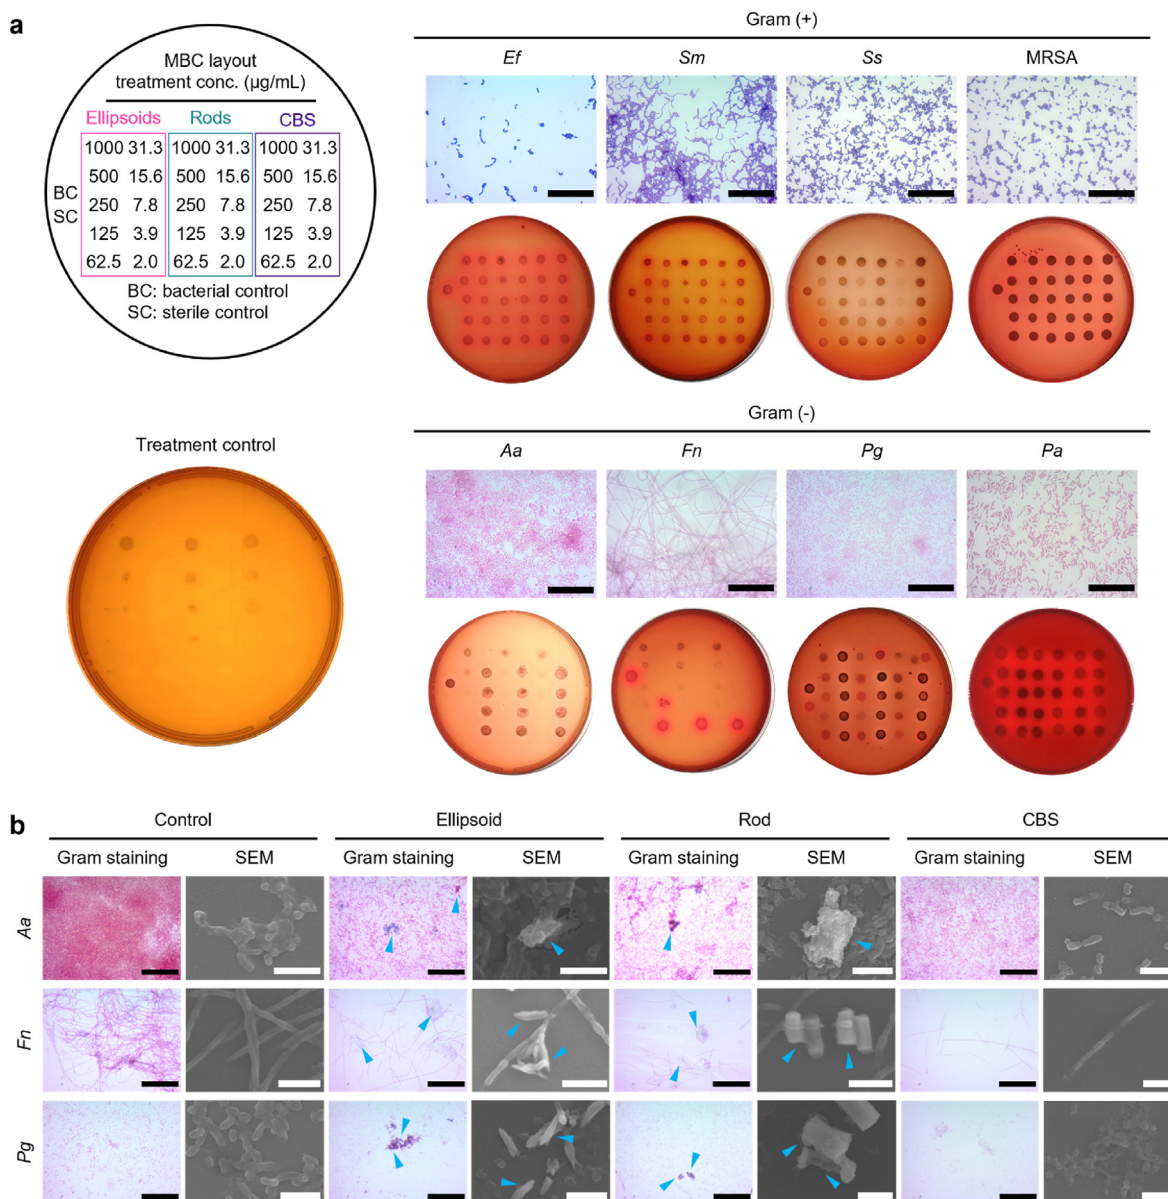 a
MBC layout
treatment conc. (μg/mL)
Ellipsoids Rods CBS
1000 31.3 1000 31.3 1000 31.3
500 15.6 500 15.6 500 15.6
BC 250 7.8 250 7.8 250 7.8
SC
125 3.9 125 3.9 125 3.9
62.5 2.0 62.5 2.0 62.5 2.0
BC: bacterial control
SC: sterile control
Gram (+)
Ef Sm Ss MRSA
Treatment control
Gram (-)
Aa Fn Pg Pa
b
Control Ellipsoid Rod CBS
Gram staining SEM Gram staining SEM Gram staining SEM Gram staining SEM
Aa
Fn
Pg